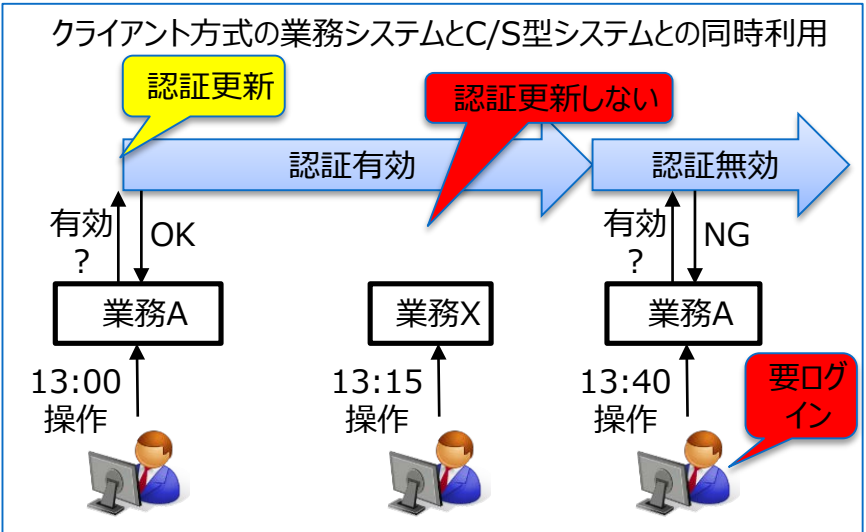 クライアント方式の業務システムとC/S型システムとの同時利用
認証更新
認証更新しない
認証有効
認証無効
有効
?
OK
有効
?
NG
業務A
業務X
業務A
13:00
操作
13:15
操作
13:40
操作
要ログ
イン